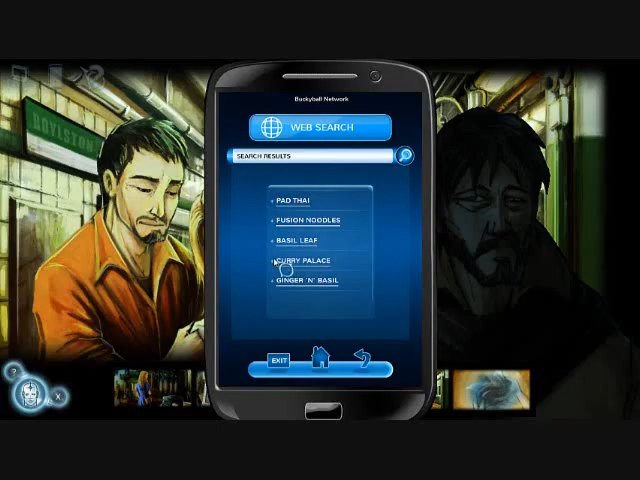 Buckyball Network
WEB SEARCH
SEARCH RESULTS
BOYLSTON
+ PAD THAI
+ FUSION NOODLES
+ BASIL LEAF
+ CURRY PALACE
+ GINGER 'N' BASIL
EXIT
?
X